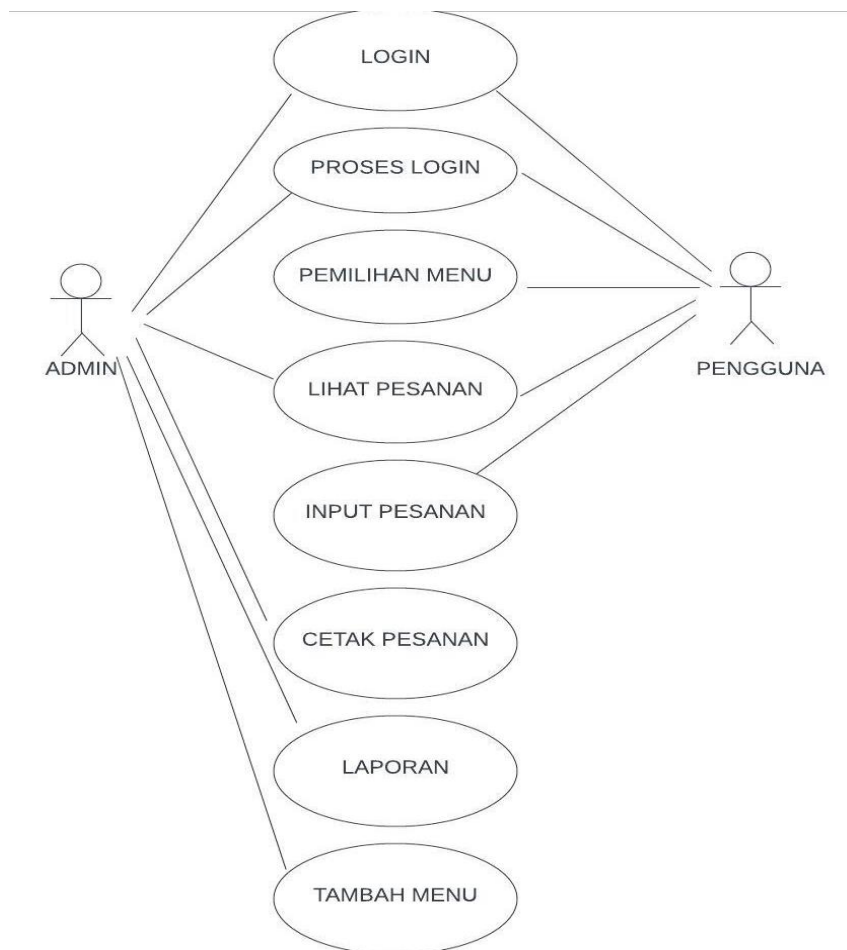 LOGIN
PROSES LOGIN
PEMILIHAN MENU
ADMIN
LIHAT PESANAN
PENGGUNA
INPUT PESANAN
CETAK PESANAN
LAPORAN
TAMBAH MENU